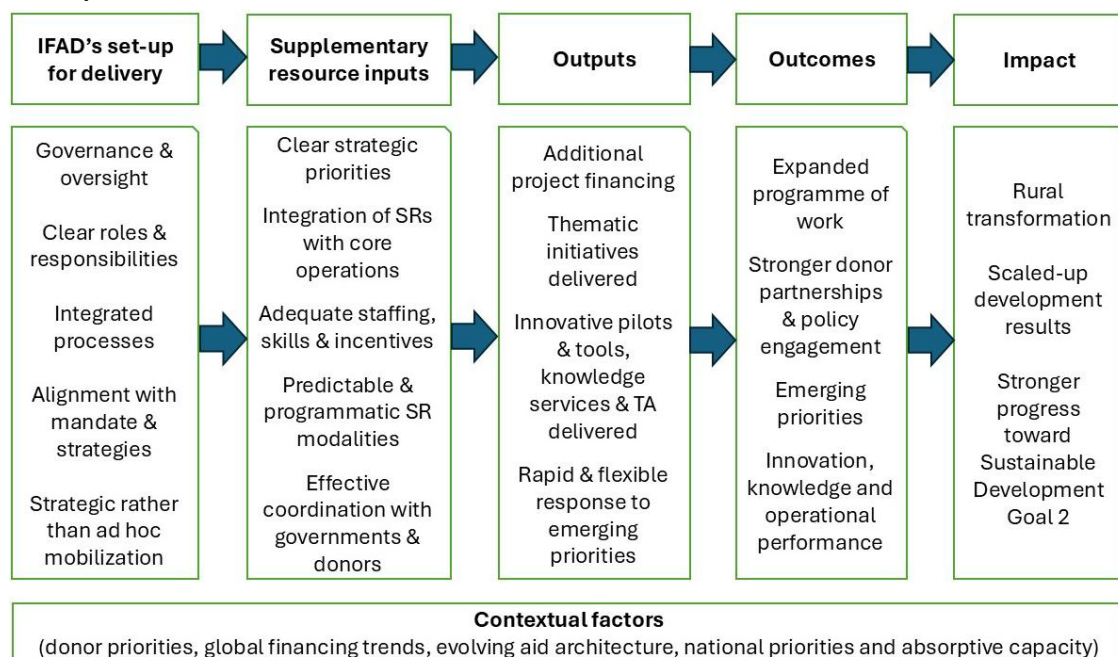 IFAD's set-up
for delivery
Supplementary
resource inputs
Outputs
Outcomes
Impact
Governance &
oversight
Clear roles &
responsibilities
Integrated
processes
Alignment with
mandate &
strategies
Strategic rather
than ad hoc
mobilization
Clear strategic
priorities
Integration of SRs
with core
operations
Adequate staffing,
skills & incentives
Predictable &
programmatic SR
modalities
Effective
coordination with
governments &
donors
Additional
project financing
Thematic
initiatives
delivered
Innovative pilots
& tools,
knowledge
services & TA
delivered
Rapid & flexible
response to
emerging
priorities
Expanded
programme of
work
Stronger donor
partnerships
& policy
engagement
Emerging
priorities
Innovation,
knowledge and
operational
performance
Rural
transformation
Scaled-up
development
results
Stronger
progress
toward
Sustainable
Development
Goal 2
Contextual factors
(donor priorities, global financing trends, evolving aid architecture, national priorities and absorptive capacity)